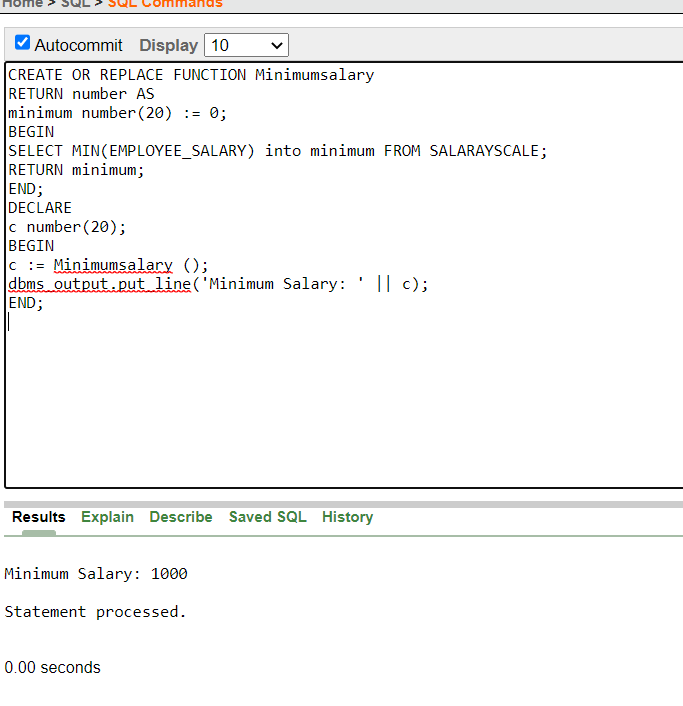 Home > SQL > SQL Commands
Autocommit Display 10
CREATE OR REPLACE FUNCTION Minimumsalary
RETURN number AS
minimum number(20) := 0;
BEGIN
SELECT MIN(EMPLOYEE_SALARY) into minimum FROM SALARAYSCALE;
RETURN minimum;
END;
DECLARE
c number(20);
BEGIN
c := Minimumsalary ();
dbms_output.put_line('Minimum Salary: ' || c);
END;
Results Explain Describe Saved SQL History
Minimum Salary: 1000
Statement processed.
0.00 seconds